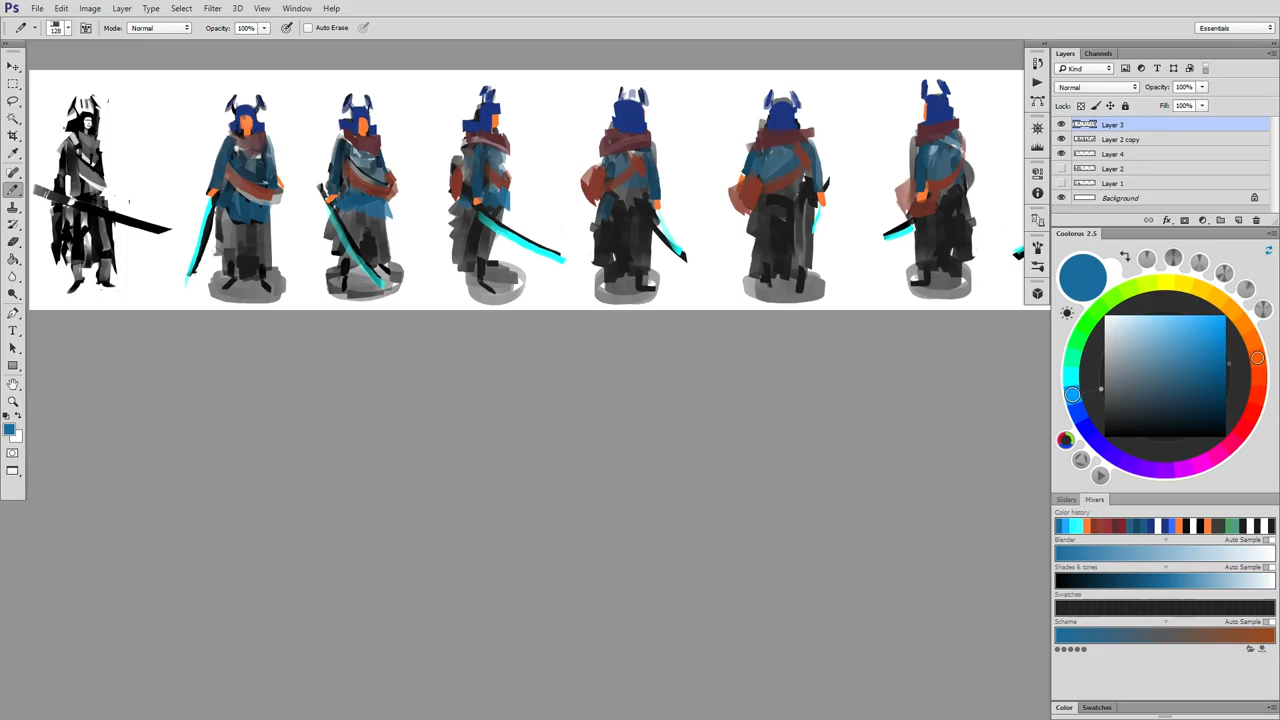 Ps File Edit Image Layer Type Select Filter 3D View Window Help
128 Mode: Normal Opacity: 100% Auto Erase Essentials
Layers Channels
Kind
Normal Opacity: 100%
Lock: Fill: 100%
Layer 3
Layer 2 copy
Layer 4
Layer 2
Layer 1
Background
fx
Coolorus 2.5
Sliders Mixers
Color history
Blender Auto Sample
Shades & tones Auto Sample
Swatches
Scheme Auto Sample
Color Swatches